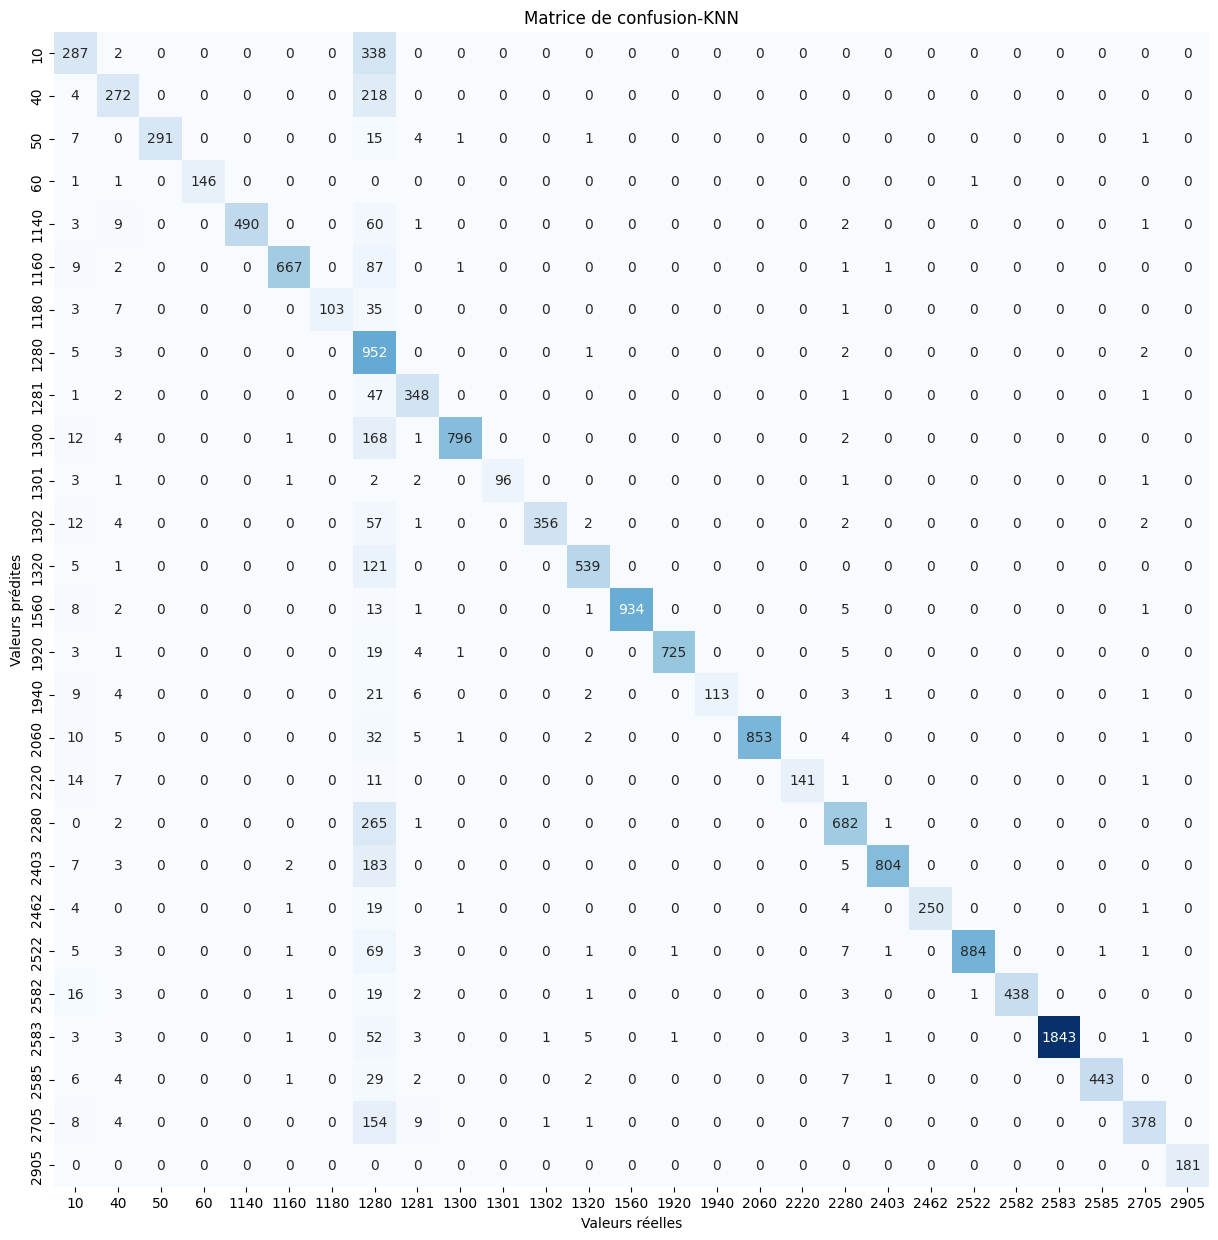 Matrice de confusion-KNN
10 287 2 0 0 0 0 0 338 0 0 0 0 0 0 0 0 0 0 0 0 0 0 0 0 0 0 0
40 4 272 0 0 0 0 0 218 0 0 0 0 0 0 0 0 0 0 0 0 0 0 0 0 0 0 0
50 7 0 291 0 0 0 0 15 4 1 0 0 1 0 0 0 0 0 0 0 0 0 0 0 0 1 0
60 1 1 0 146 0 0 0 0 0 0 0 0 0 0 0 0 0 0 0 0 0 1 0 0 0 0 0
1140 3 9 0 0 490 0 0 60 1 0 0 0 0 0 0 0 0 0 2 0 0 0 0 0 0 1 0
1160 9 2 0 0 0 667 0 87 0 1 0 0 0 0 0 0 0 0 1 1 0 0 0 0 0 0 0
1180 3 7 0 0 0 0 103 35 0 0 0 0 0 0 0 0 0 0 1 0 0 0 0 0 0 0 0
1280 5 3 0 0 0 0 0 952 0 0 0 0 1 0 0 0 0 0 2 0 0 0 0 0 0 2 0
1281 1 2 0 0 0 0 0 47 348 0 0 0 0 0 0 0 0 0 1 0 0 0 0 0 0 1 0
1300 12 4 0 0 0 1 0 168 1 796 0 0 0 0 0 0 0 0 2 0 0 0 0 0 0 0 0
1301 3 1 0 0 0 1 0 2 2 0 96 0 0 0 0 0 0 0 1 0 0 0 0 0 0 1 0
1302 12 4 0 0 0 0 0 57 1 0 0 356 2 0 0 0 0 0 2 0 0 0 0 0 0 2 0
1320 5 1 0 0 0 0 0 121 0 0 0 0 539 0 0 0 0 0 0 0 0 0 0 0 0 0 0
1560 8 2 0 0 0 0 0 13 1 0 0 0 1 934 0 0 0 0 5 0 0 0 0 0 0 1 0
1920 3 1 0 0 0 0 0 19 4 1 0 0 0 0 725 0 0 0 5 0 0 0 0 0 0 0 0
1940 9 4 0 0 0 0 0 21 6 0 0 0 2 0 0 113 0 0 3 1 0 0 0 0 0 1 0
2060 10 5 0 0 0 0 0 32 5 1 0 0 2 0 0 0 853 0 4 0 0 0 0 0 0 1 0
2220 14 7 0 0 0 0 0 11 0 0 0 0 0 0 0 0 0 141 1 0 0 0 0 0 0 1 0
2280 0 2 0 0 0 0 0 265 1 0 0 0 0 0 0 0 0 0 682 1 0 0 0 0 0 0 0
2403 7 3 0 0 0 2 0 183 0 0 0 0 0 0 0 0 0 0 5 804 0 0 0 0 0 0 0
2462 4 0 0 0 0 1 0 19 0 1 0 0 0 0 0 0 0 0 4 0 250 0 0 0 0 1 0
2522 5 3 0 0 0 1 0 69 3 0 0 0 1 0 1 0 0 0 7 1 0 884 0 0 1 1 0
2582 16 3 0 0 0 1 0 19 2 0 0 0 1 0 0 0 0 0 3 0 0 1 438 0 0 0 0
2583 3 3 0 0 0 1 0 52 3 0 0 1 5 0 1 0 0 0 3 1 0 0 0 1843 0 1 0
2585 6 4 0 0 0 1 0 29 2 0 0 0 2 0 0 0 0 0 7 1 0 0 0 0 443 0 0
2705 8 4 0 0 0 0 0 154 9 0 0 1 1 0 0 0 0 0 7 0 0 0 0 0 0 378 0
2905 0 0 0 0 0 0 0 0 0 0 0 0 0 0 0 0 0 0 0 0 0 0 0 0 0 0 181
10 40 50 60 1140 1160 1180 1280 1281 1300 1301 1302 1320 1560 1920 1940 2060 2220 2280 2403 2462 2522 2582 2583 2585 2705 2905
Valeurs réelles
Valeurs prédites